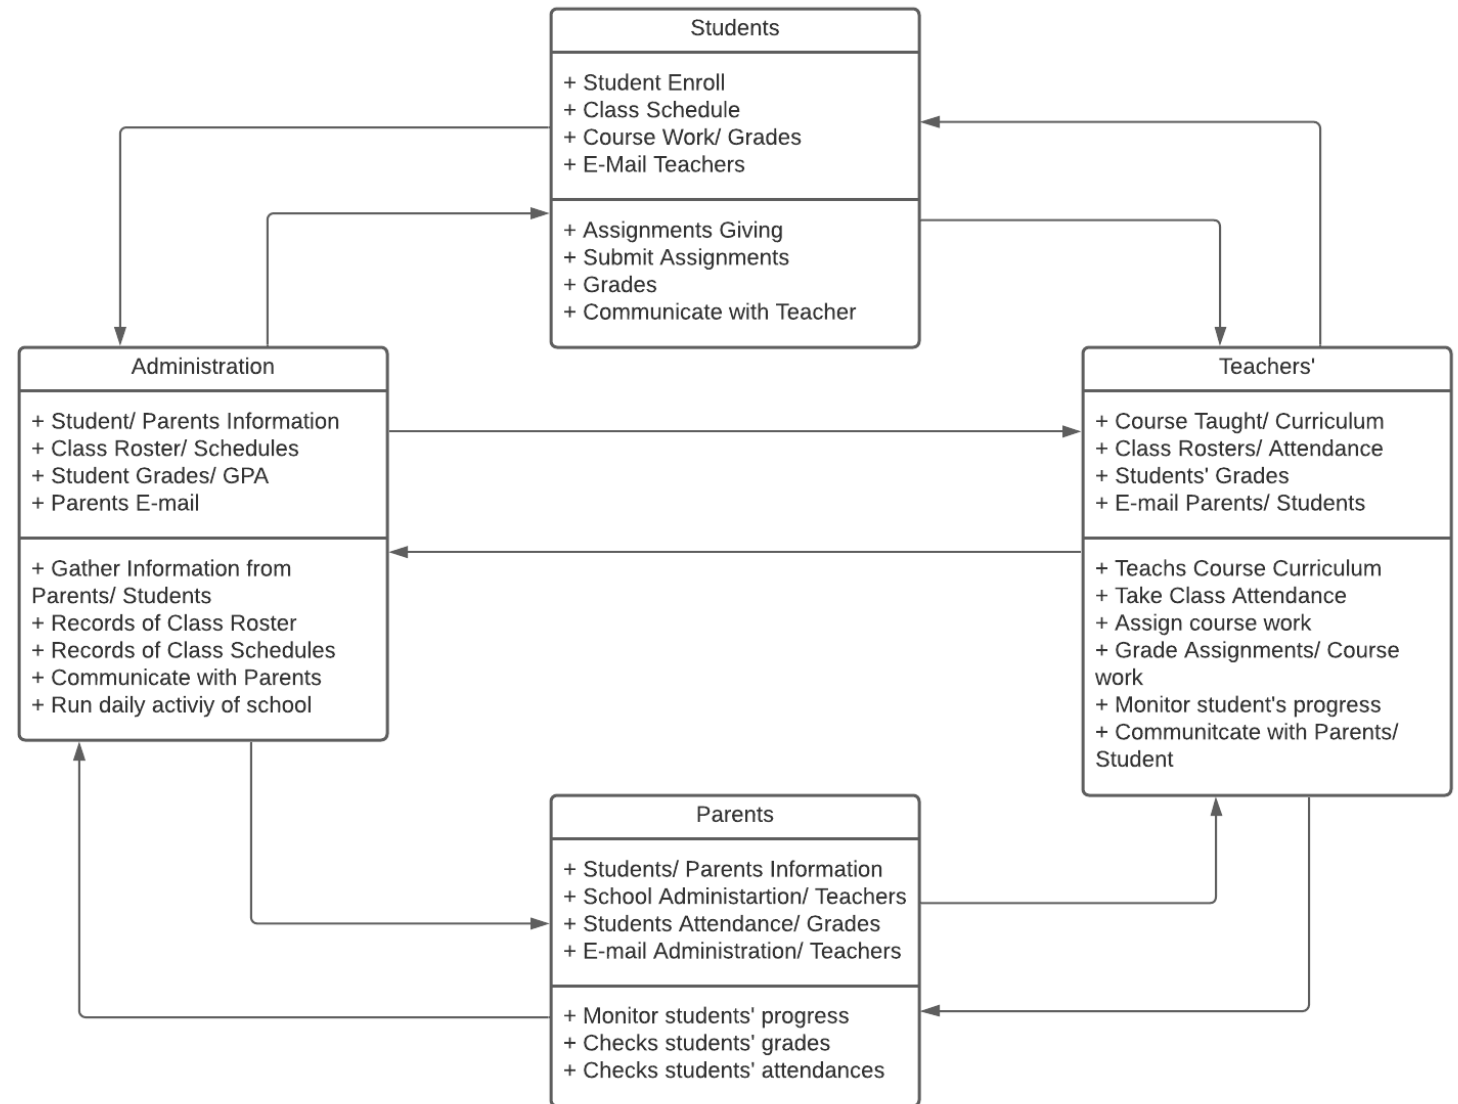 Students
+ Student Enroll
+ Class Schedule
+ Course Work/ Grades
+ E-Mail Teachers
+ Assignments Giving
+ Submit Assignments
+ Grades
+ Communicate with Teacher
Administration
+ Student/ Parents Information
+ Class Roster/ Schedules
+ Student Grades/ GPA
+ Parents E-mail
+ Gather Information from
Parents/ Students
+ Records of Class Roster
+ Records of Class Schedules
+ Communicate with Parents
+ Run daily activiy of school
Teachers'
+ Course Taught/ Curriculum
+ Class Rosters/ Attendance
+ Students' Grades
+ E-mail Parents/ Students
+ Teachs Course Curriculum
+ Take Class Attendance
+ Assign course work
+ Grade Assignments/ Course
work
+ Monitor student's progress
+ Communitcate with Parents/
Student
Parents
+ Students/ Parents Information
+ School Administartion/ Teachers
+ Students Attendance/ Grades
+ E-mail Administration/ Teachers
+ Monitor students' progress
+ Checks students' grades
+ Checks students' attendances